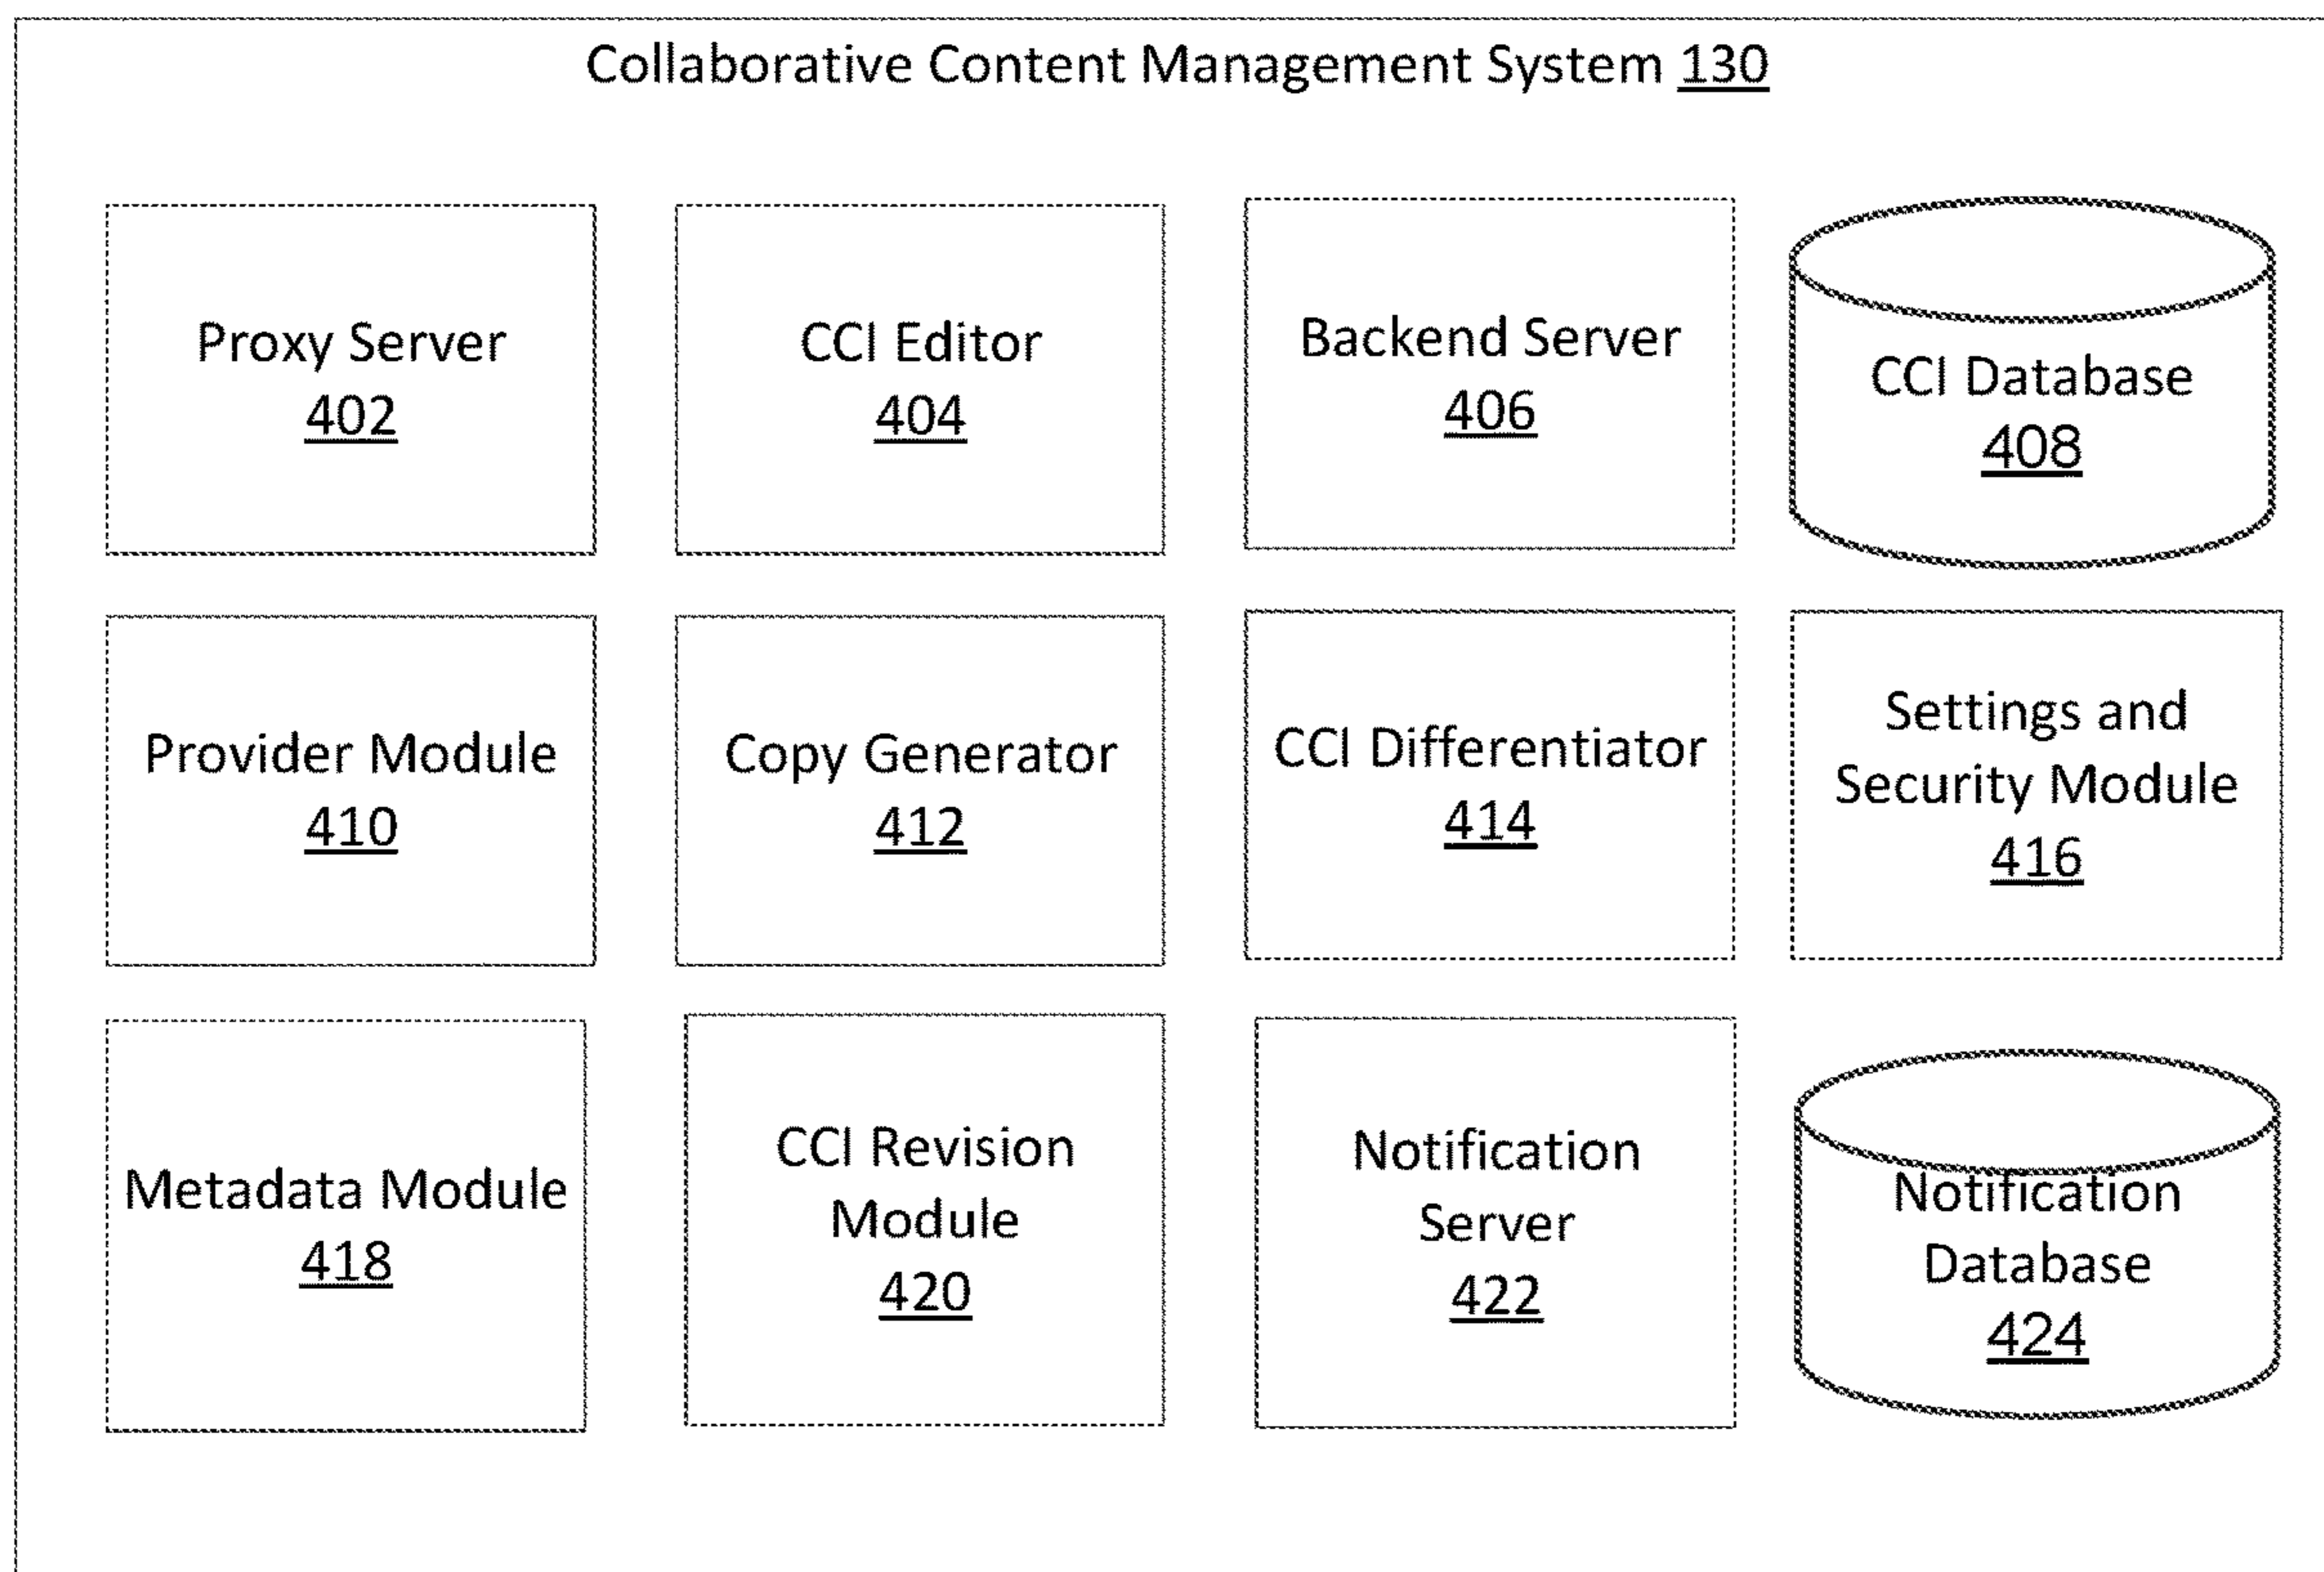 Collaborative Content Management System 130
Proxy Server
402
CCI Editor
404
Backend Server
406
CCI Database
408
Provider Module
410
Copy Generator
412
CCI Differentiator
414
Settings and
Security Module
416
Metadata Module
418
CCI Revision
Module
420
Notification
Server
422
Notification
Database
424